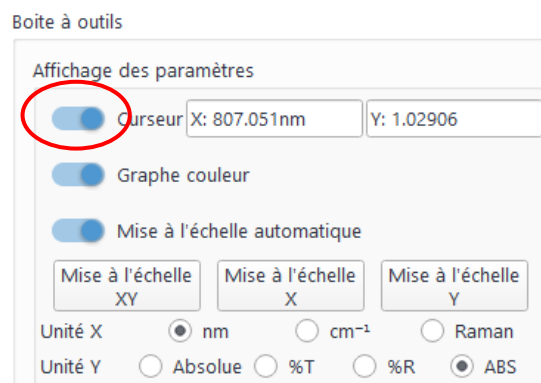 Boite à outils
Affichage des paramètres
Curseur X: 807.051nm Y: 1.02906
Graphe couleur
Mise à l'échelle automatique
Mise à l'échelle XY
Mise à l'échelle X
Mise à l'échelle Y
Unité X nm cm⁻¹ Raman
Unité Y Absolue %T %R ABS